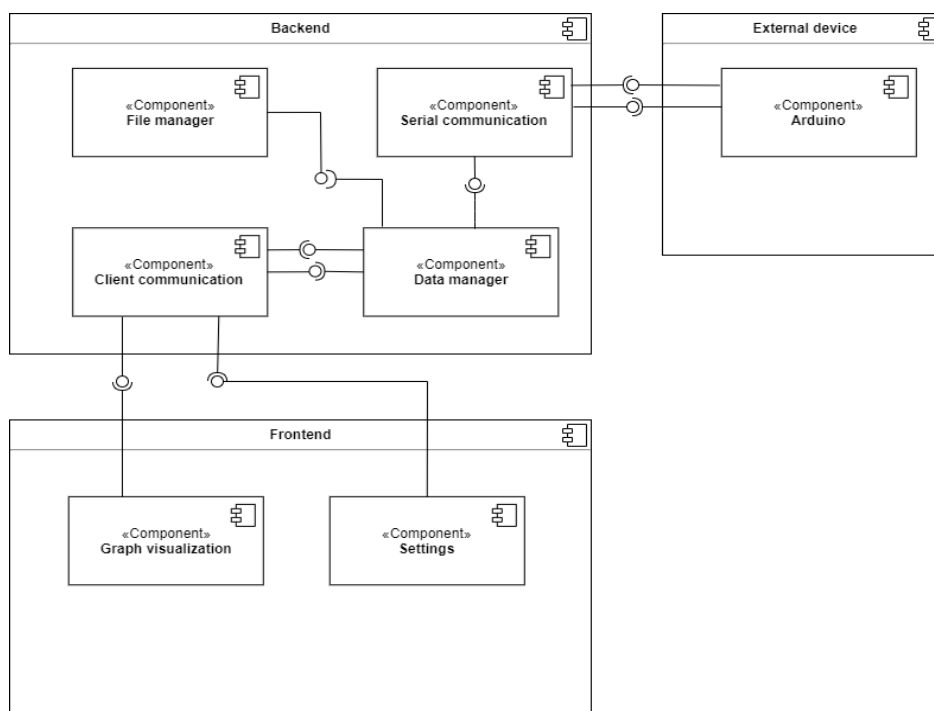 Backend
External device
«Component»
File manager
«Component»
Serial communication
«Component»
Arduino
«Component»
Client communication
«Component»
Data manager
Frontend
«Component»
Graph visualization
«Component»
Settings